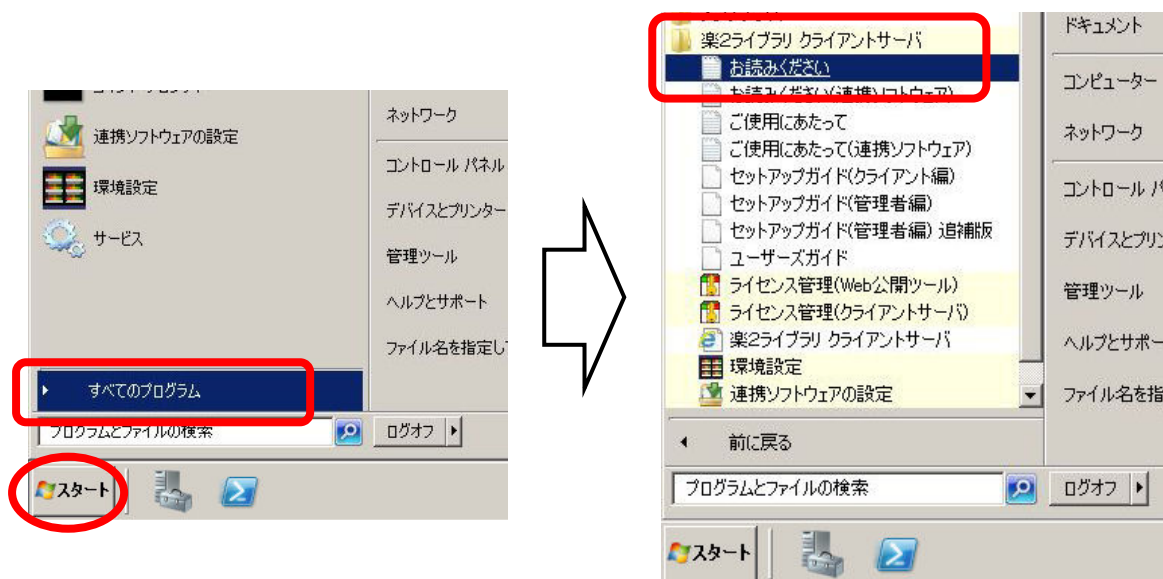 連携ソフトウェアの設定
環境設定
サービス
すべてのプログラム
プログラムとファイルの検索
スタート
ネットワーク
コントロール パネル
デバイスとプリンター
管理ツール
ヘルプとサポート
ファイル名を指定し
ログオフ
楽2ライブラリ クライアントサーバ
お読みください
お読みください(連携ソフトウェア)
ご使用にあたって
ご使用にあたって(連携ソフトウェア)
セットアップガイド(クライアント編)
セットアップガイド(管理者編)
セットアップガイド(管理者編) 追補版
ユーザーズガイド
ライセンス管理(Web公開ツール)
ライセンス管理(クライアントサーバ)
楽2ライブラリ クライアントサーバ
環境設定
連携ソフトウェアの設定
前に戻る
プログラムとファイルの検索
スタート
ドキュメント
コンピューター
ネットワーク
コントロール パ
デバイスとプリン
管理ツール
ヘルプとサポー
ファイル名を指
ログオフ